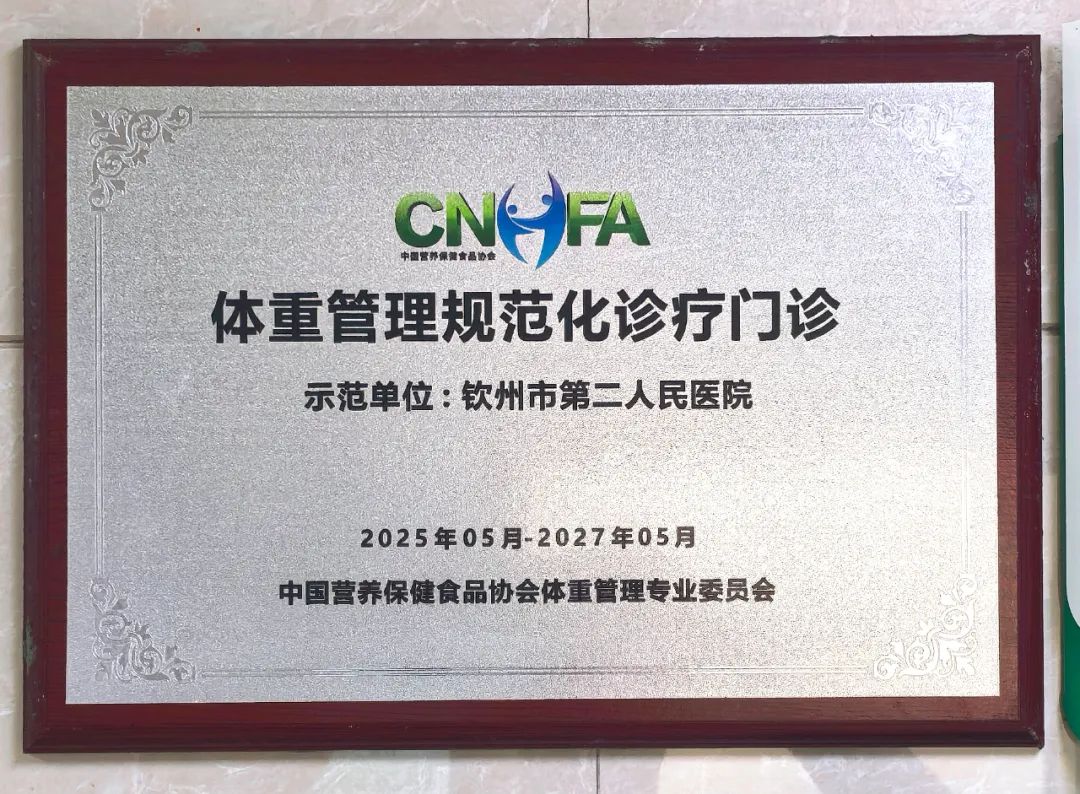 CNHFA
中国营养保健食品协会
体重管理规范化诊疗门诊
示范单位：钦州市第二人民医院
2025年05月-2027年05月
中国营养保健食品协会体重管理专业委员会